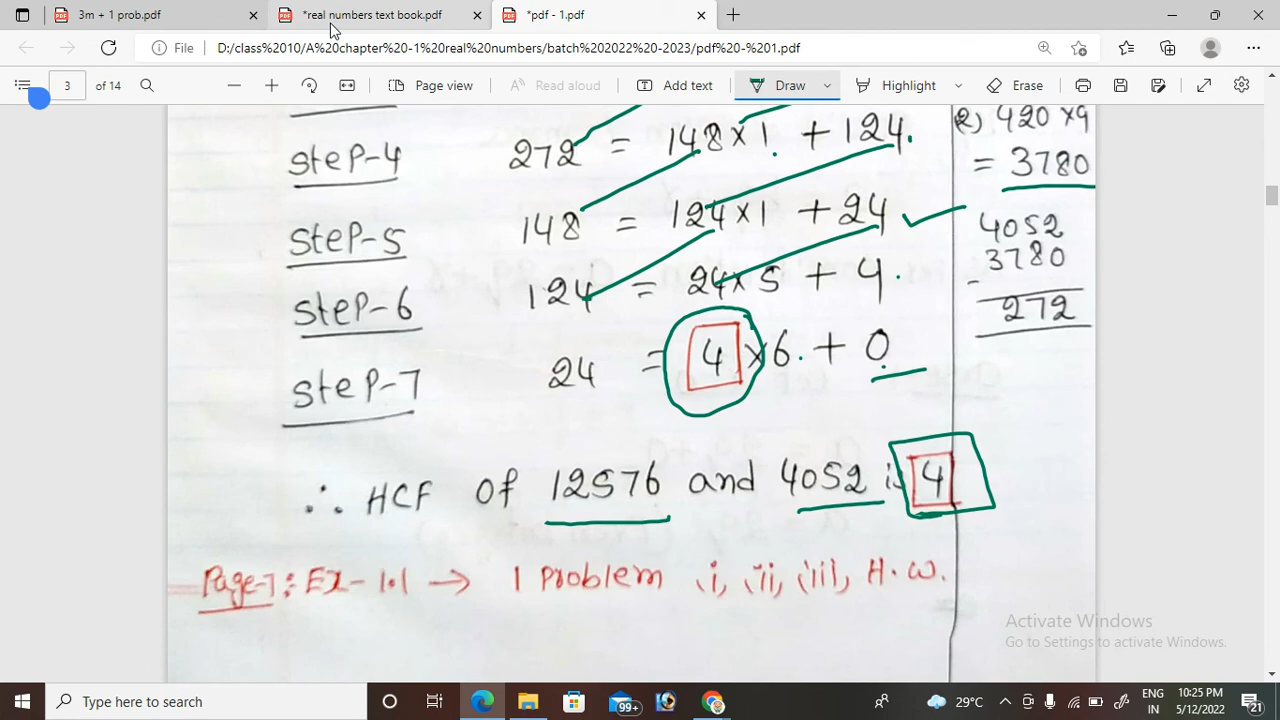 3m + 1 prob.pdf
*real numbers text book.pdf
*pdf - 1.pdf
File
D:/class%2010/A%20chapter%20-1%20real%20numbers/batch%202022%20-2023/pdf%20-%201.pdf
3 of 14
Page view
Read aloud
Add text
Draw
Highlight
Erase
Step-4 272 = 148×1 + 124
Step-5 148 = 124×1 + 24
Step-6 124 = 24×5 + 4
Step-7 24 = 4×6 + 0
∴ HCF of 12576 and 4052 is 4
Page-7: EX-1.1 → 1 Problem i, ii, iii, H.W.
2) 420×9
= 3780
4052
3780
-
272
Activate Windows
Go to Settings to activate Windows.
Type here to search
99+
29°C
ENG
IN
10:25 PM
5/12/2022
21